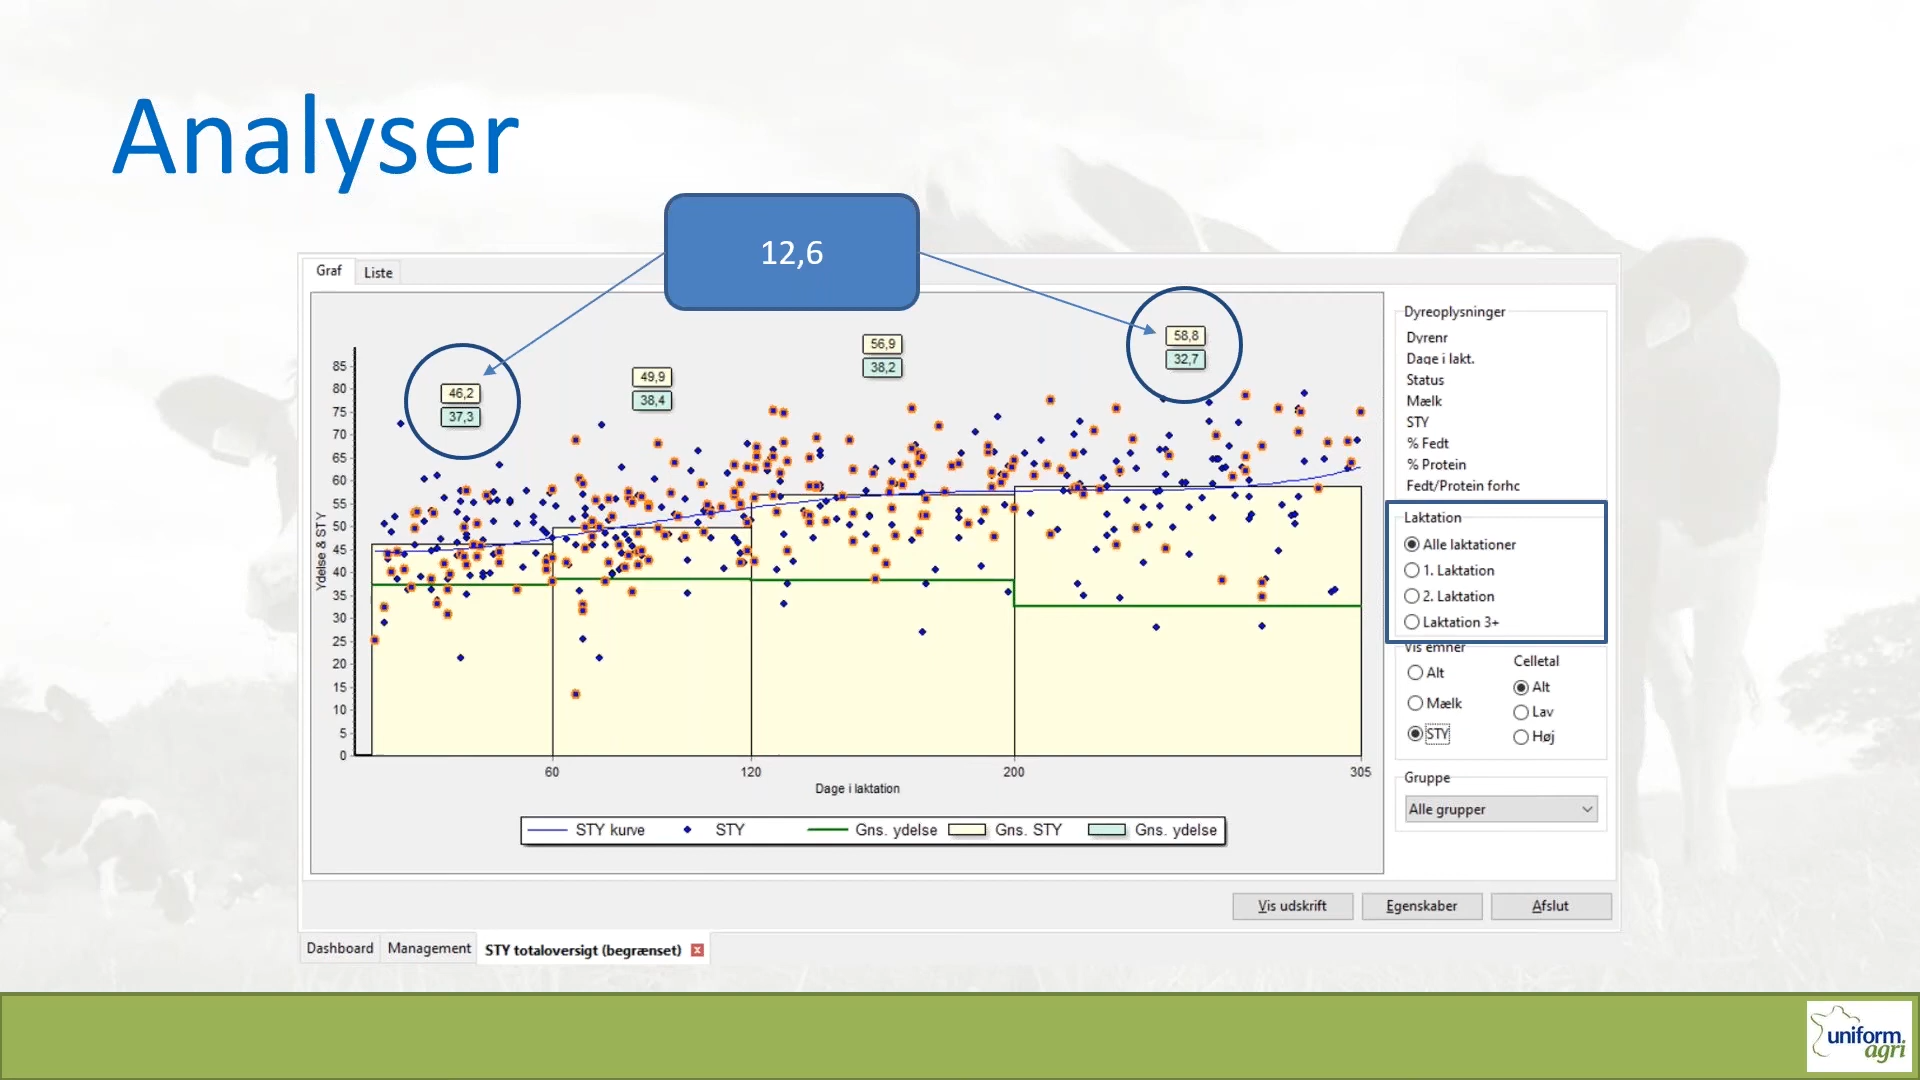 Analyser
12,6
Graf
Liste
46,2
37,3
49,9
38,4
56,9
38,2
58,8
32,7
85
80
75
70
65
60
55
50
45
40
35
30
25
20
15
10
5
0
Ydelse & STY
60
120
200
305
Dage i laktation
STY kurve
STY
Gns. ydelse
Gns. STY
Gns. ydelse
Dyreoplysninger
Dyrenr
Dage i lakt.
Status
Mælk
STY
% Fedt
% Protein
Fedt/Protein forhc
Laktation
Alle laktationer
1. Laktation
2. Laktation
Laktation 3+
Vis emner
Alt
Mælk
STY
Celletal
Alt
Lav
Høj
Gruppe
Alle grupper
Vis udskrift
Egenskaber
Afslut
Dashboard
Management
STY totaloversigt (begrænset)
uniform
agri